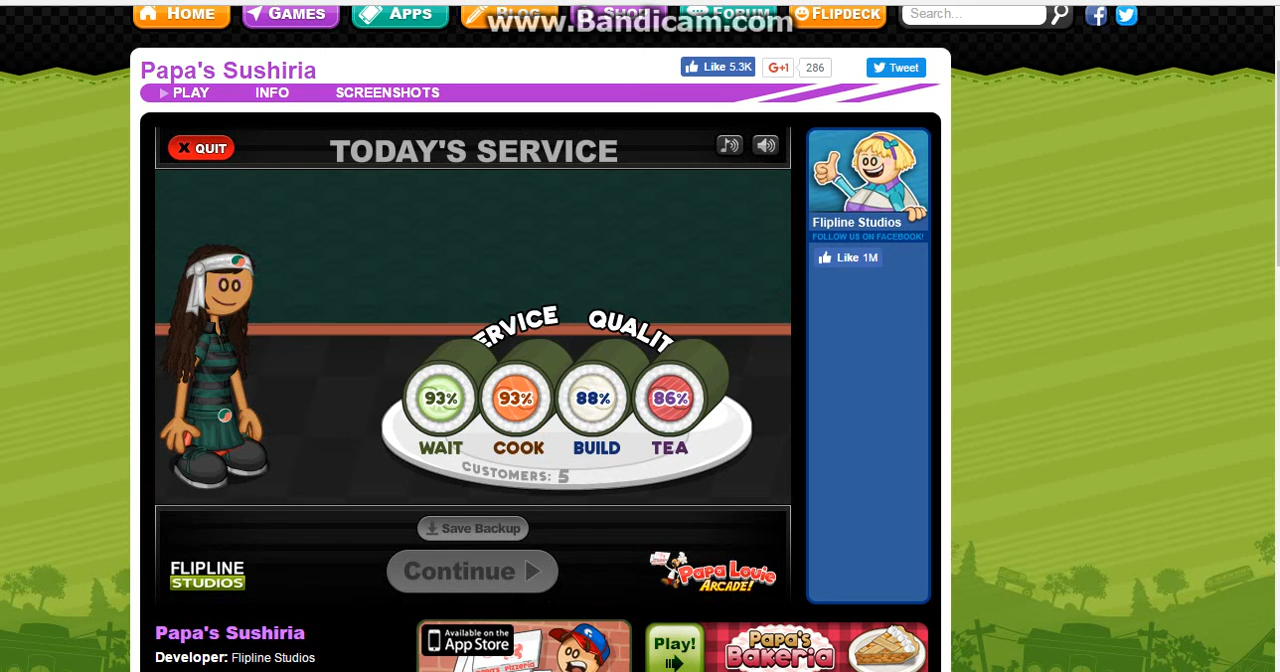 HOME GAMES APPS BLOG SHOP FORUM FLIPDECK Search...
www.Bandicam.com
Papa's Sushiria
Like 5.3K G+1 286 Tweet
PLAY INFO SCREENSHOTS
QUIT TODAY'S SERVICE
Flipline Studios
FOLLOW US ON FACEBOOK!
Like 1M
ERVICE QUALIT
93% 93% 88% 86%
WAIT COOK BUILD TEA
CUSTOMERS: 5
Save Backup
Continue
FLIPLINE
STUDIOS
Papa Louie
ARCADE!
Papa's Sushiria
Developer: Flipline Studios
Available on the
App Store
Play!
PAPA'S
BAKERIA